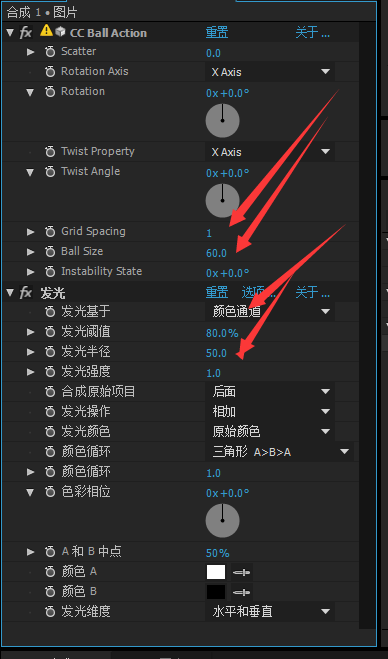 合成 1 • 图片
fx CC Ball Action 重置 关于 ...
Scatter 0.0
Rotation Axis X Axis
Rotation 0x+0.0°
Twist Property X Axis
Twist Angle 0x+0.0°
Grid Spacing 1
Ball Size 60.0
Instability State 0x+0.0°
fx 发光 重置 选项... 关于 ...
发光基于 颜色通道
发光阈值 80.0%
发光半径 50.0
发光强度 1.0
合成原始项目 后面
发光操作 相加
发光颜色 原始颜色
颜色循环 三角形 A>B>A
颜色循环 1.0
色彩相位 0x+0.0°
A 和 B 中点 50%
颜色 A
颜色 B
发光维度 水平和垂直